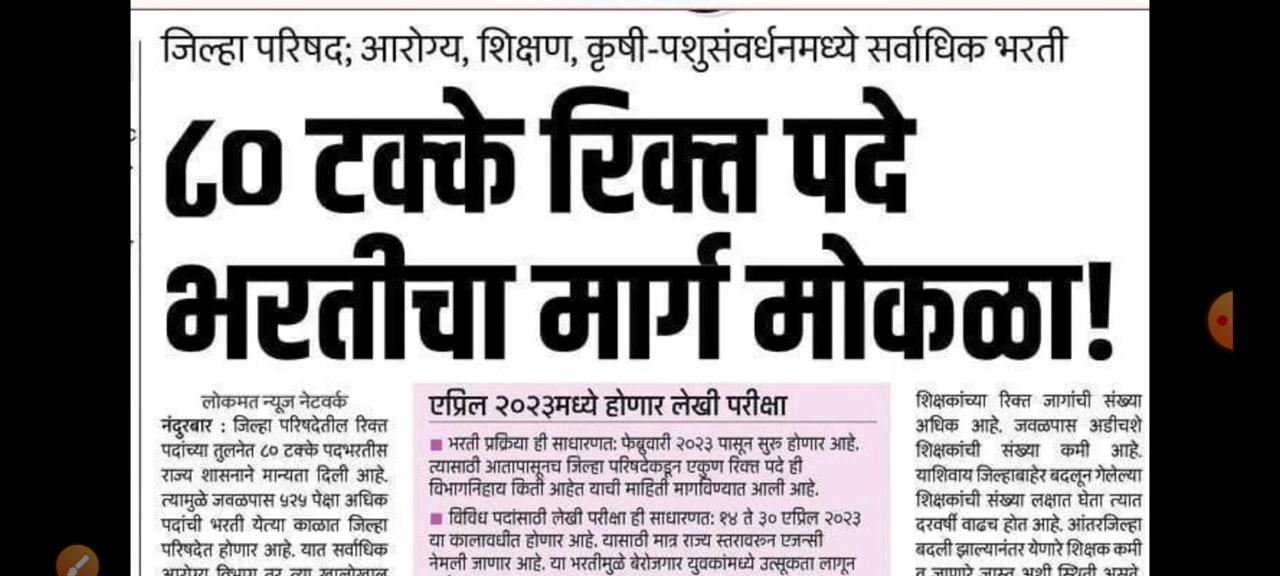 जिल्हा परिषद; आरोग्य, शिक्षण, कृषी-पशुसंवर्धनमध्ये सर्वाधिक भरती
८० टक्के रिक्त पदे
भरतीचा मार्ग मोकळा!
लोकमत न्यूज नेटवर्क
नंदुरबार : जिल्हा परिषदेतील रिक्त
पदांच्या तुलनेत ८० टक्के पदभरतीस
राज्य शासनाने मान्यता दिली आहे.
त्यामुळे जवळपास ५२५ पेक्षा अधिक
पदांची भरती येत्या काळात जिल्हा
परिषदेत होणार आहे. यात सर्वाधिक
आरोग्य विभाग तर त्या खालोखाल
एप्रिल २०२३मध्ये होणार लेखी परीक्षा
भरती प्रक्रिया ही साधारणत: फेब्रुवारी २०२३ पासून सुरू होणार आहे.
त्यासाठी आतापासूनच जिल्हा परिषदेकडून एकुण रिक्त पदे ही
विभागनिहाय किती आहेत याची माहिती मागविण्यात आली आहे.
विविध पदांसाठी लेखी परीक्षा ही साधारणत: १४ ते ३० एप्रिल २०२३
या कालावधीत होणार आहे. यासाठी मात्र राज्य स्तरावरून एजन्सी
नेमली जाणार आहे. या भरतीमुळे बेरोजगार युवकांमध्ये उत्सूकता लागून
शिक्षकांच्या रिक्त जागांची संख्या
अधिक आहे. जवळपास अडीचशे
शिक्षकांची संख्या कमी आहे.
याशिवाय जिल्हाबाहेर बदलून गेलेल्या
शिक्षकांची संख्या लक्षात घेता त्यात
दरवर्षी वाढच होत आहे. आंतरजिल्हा
बदली झाल्यानंतर येणारे शिक्षक कमी
व जाणारे जास्त अशी स्थिती असते.